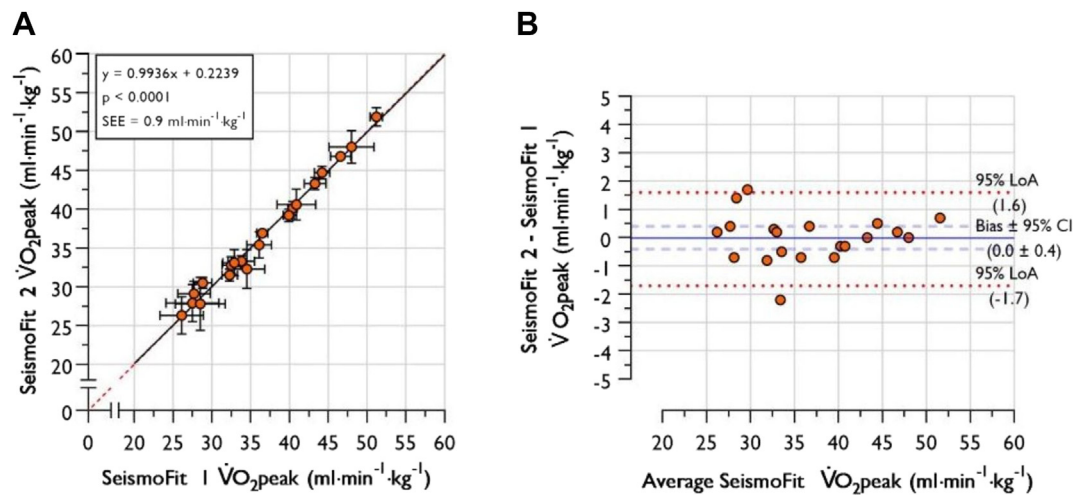 A
SeismoFit 2 V̇O₂peak (ml·min⁻¹·kg⁻¹)
60
55
50
45
40
35
30
25
20
0
y = 0.9936x + 0.2239
p < 0.0001
SEE = 0.9 ml·min⁻¹·kg⁻¹
0 20 25 30 35 40 45 50 55 60
SeismoFit 1 V̇O₂peak (ml·min⁻¹·kg⁻¹)
B
SeismoFit 2 - SeismoFit 1
V̇O₂peak (ml·min⁻¹·kg⁻¹)
5
4
3
2
1
0
-1
-2
-3
-4
-5
95% LoA
(1.6)
Bias ± 95% CI
(0.0 ± 0.4)
95% LoA
(-1.7)
20 25 30 35 40 45 50 55 60
Average SeismoFit V̇O₂peak (ml·min⁻¹·kg⁻¹)